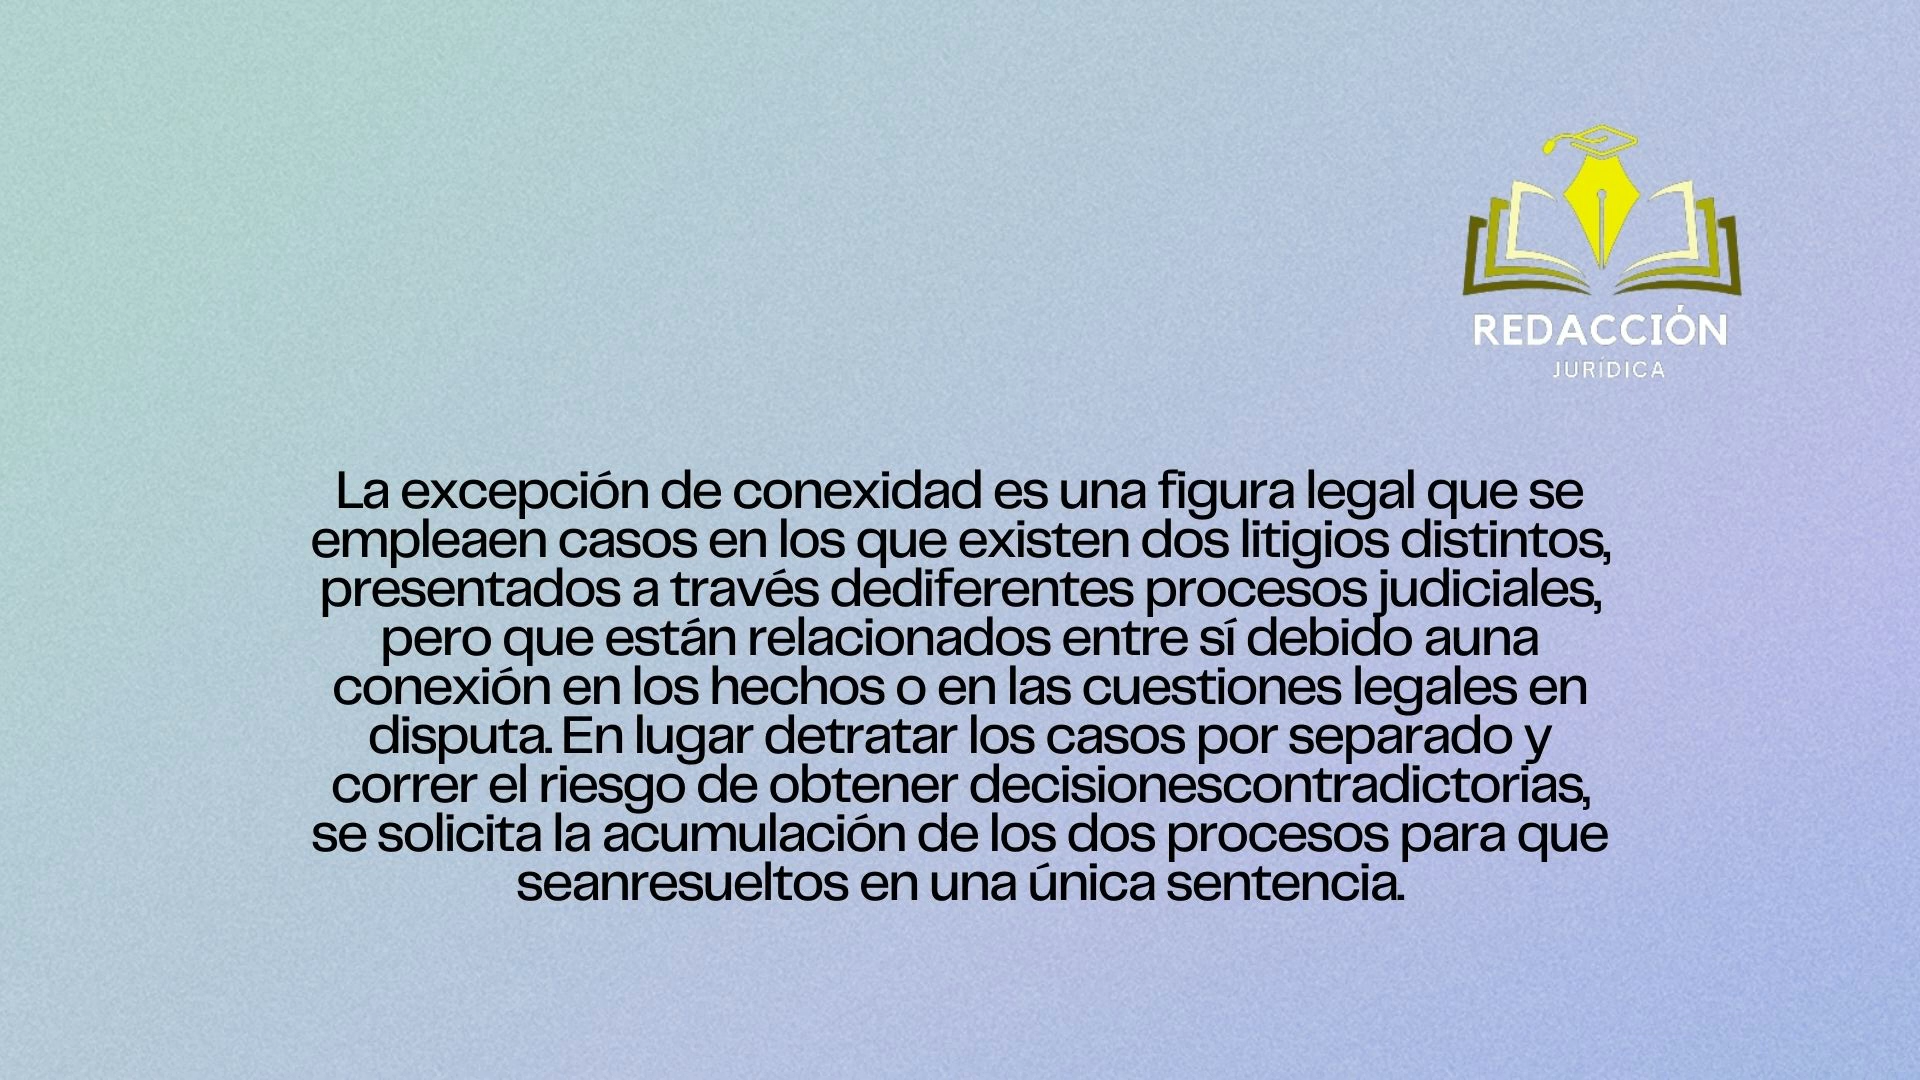 REDACCIÓN
JURÍDICA
La excepción de conexidad es una figura legal que se
empleaen casos en los que existen dos litigios distintos,
presentados a través dediferentes procesos judiciales,
pero que están relacionados entre sí debido auna
conexión en los hechos o en las cuestiones legales en
disputa. En lugar detratar los casos por separado y
correr el riesgo de obtener decisionescontradictorias,
se solicita la acumulación de los dos procesos para que
seanresueltos en una única sentencia.